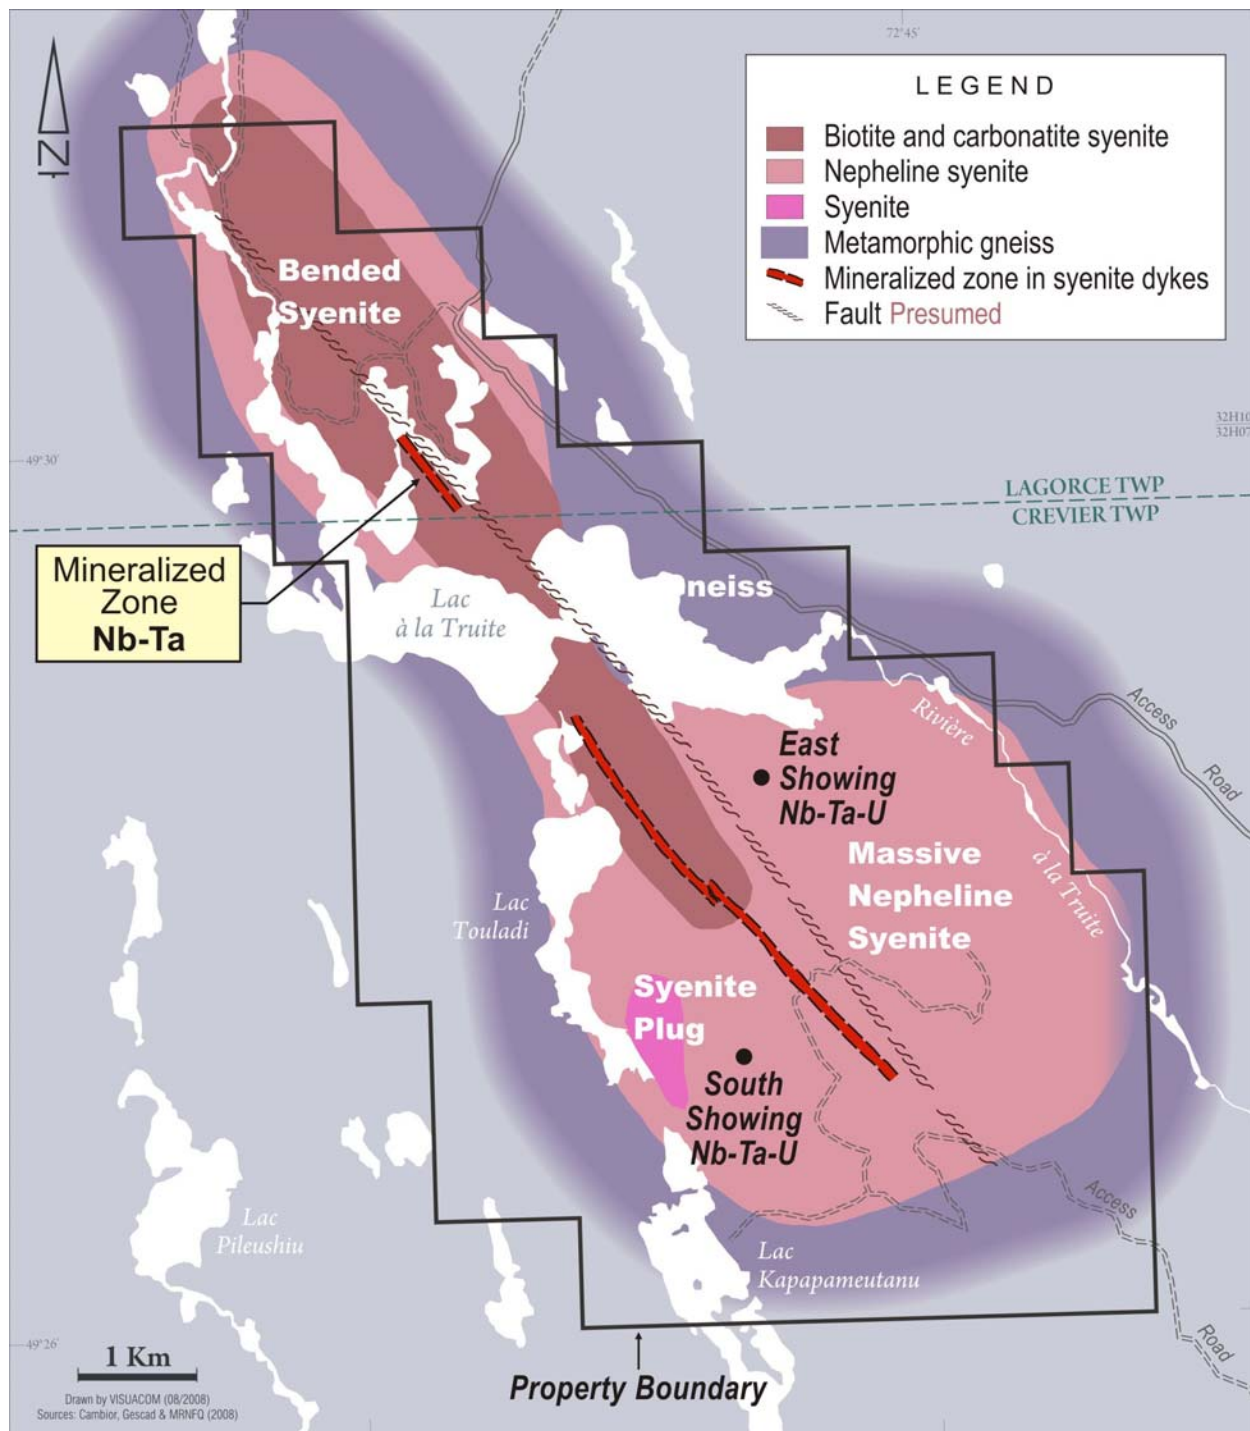 72°45′
N
LEGEND
Biotite and carbonatite syenite
Nepheline syenite
Syenite
Metamorphic gneiss
Mineralized zone in syenite dykes
Fault Presumed
Bended
Syenite
32H10
32H07
49°30′
LAGORCE TWP
CREVIER TWP
Mineralized
Zone
Nb-Ta
neiss
Lac
à la Truite
Access
Road
Rivière
à la Truite
East
Showing
Nb-Ta-U
Massive
Nepheline
Syenite
Lac
Touladi
Syenite
Plug
South
Showing
Nb-Ta-U
Access
Road
Lac
Pileushiu
Lac
Kapapameutanu
49°26′
1 Km
Property Boundary
Drawn by VISUACOM (08/2008)
Sources: Cambior, Gescad & MRNFQ (2008)